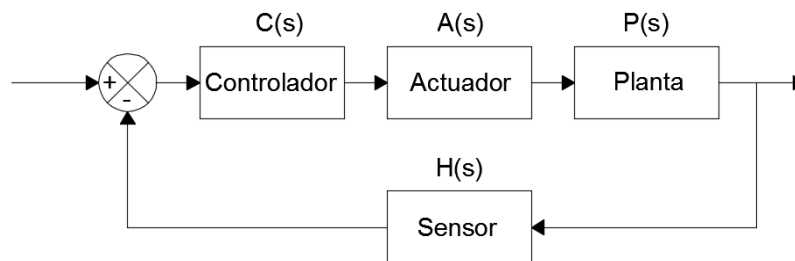 C(s) A(s) P(s)
+ Controlador Actuador Planta
-
H(s)
Sensor